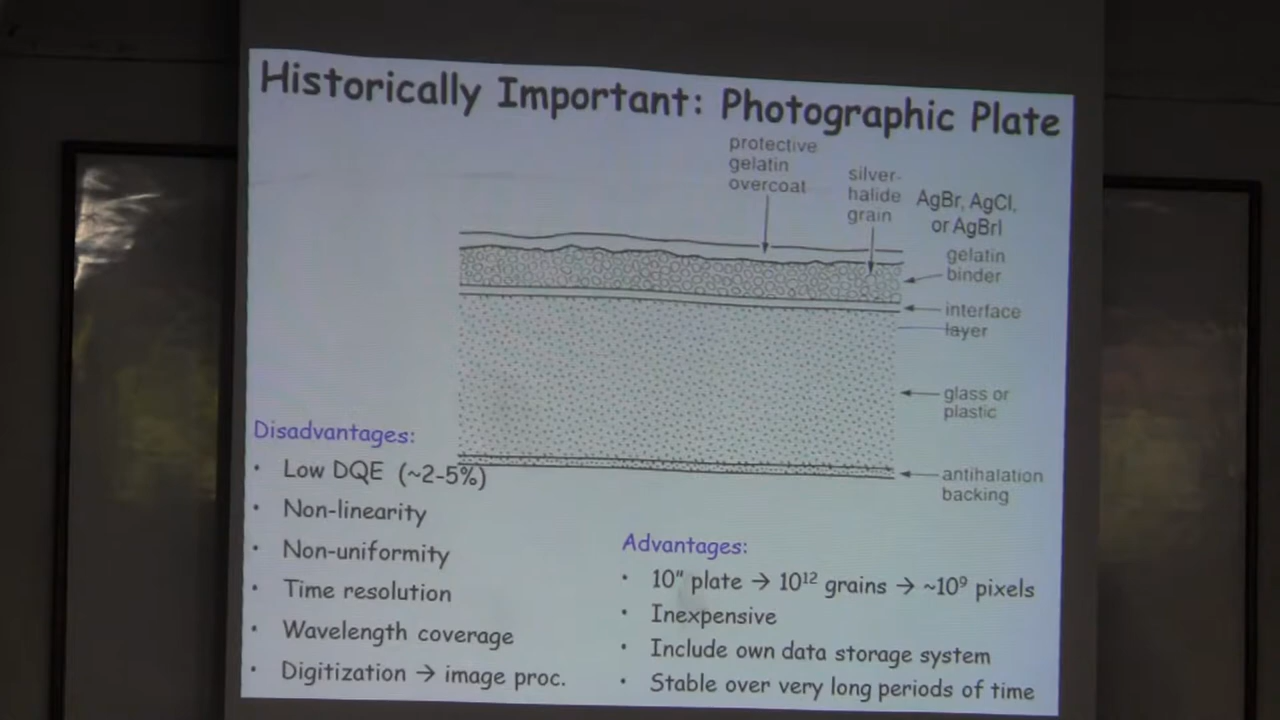 Historically Important: Photographic Plate
protective
gelatin
overcoat
silver-
halide
grain
AgBr, AgCl,
or AgBrI
gelatin
binder
interface
layer
glass or
plastic
antihalation
backing
Disadvantages:
• Low DQE (~2-5%)
• Non-linearity
• Non-uniformity
• Time resolution
• Wavelength coverage
• Digitization → image proc.
Advantages:
• 10" plate → 10¹² grains → ~10⁹ pixels
• Inexpensive
• Include own data storage system
• Stable over very long periods of time